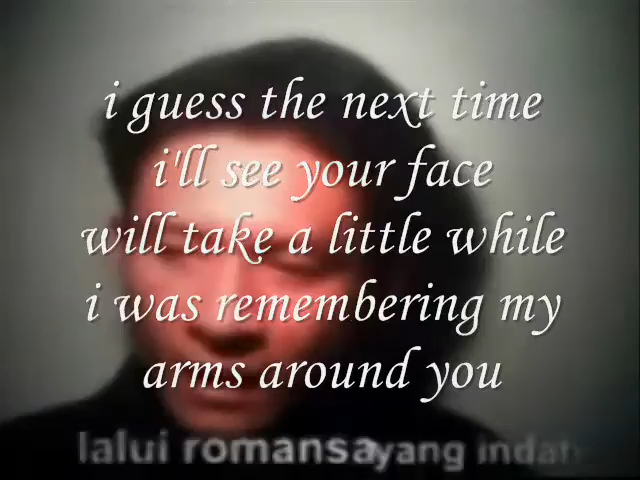 i guess the next time
i'll see your face
will take a little while
i was remembering my
arms around you
lalui romansa yang indah